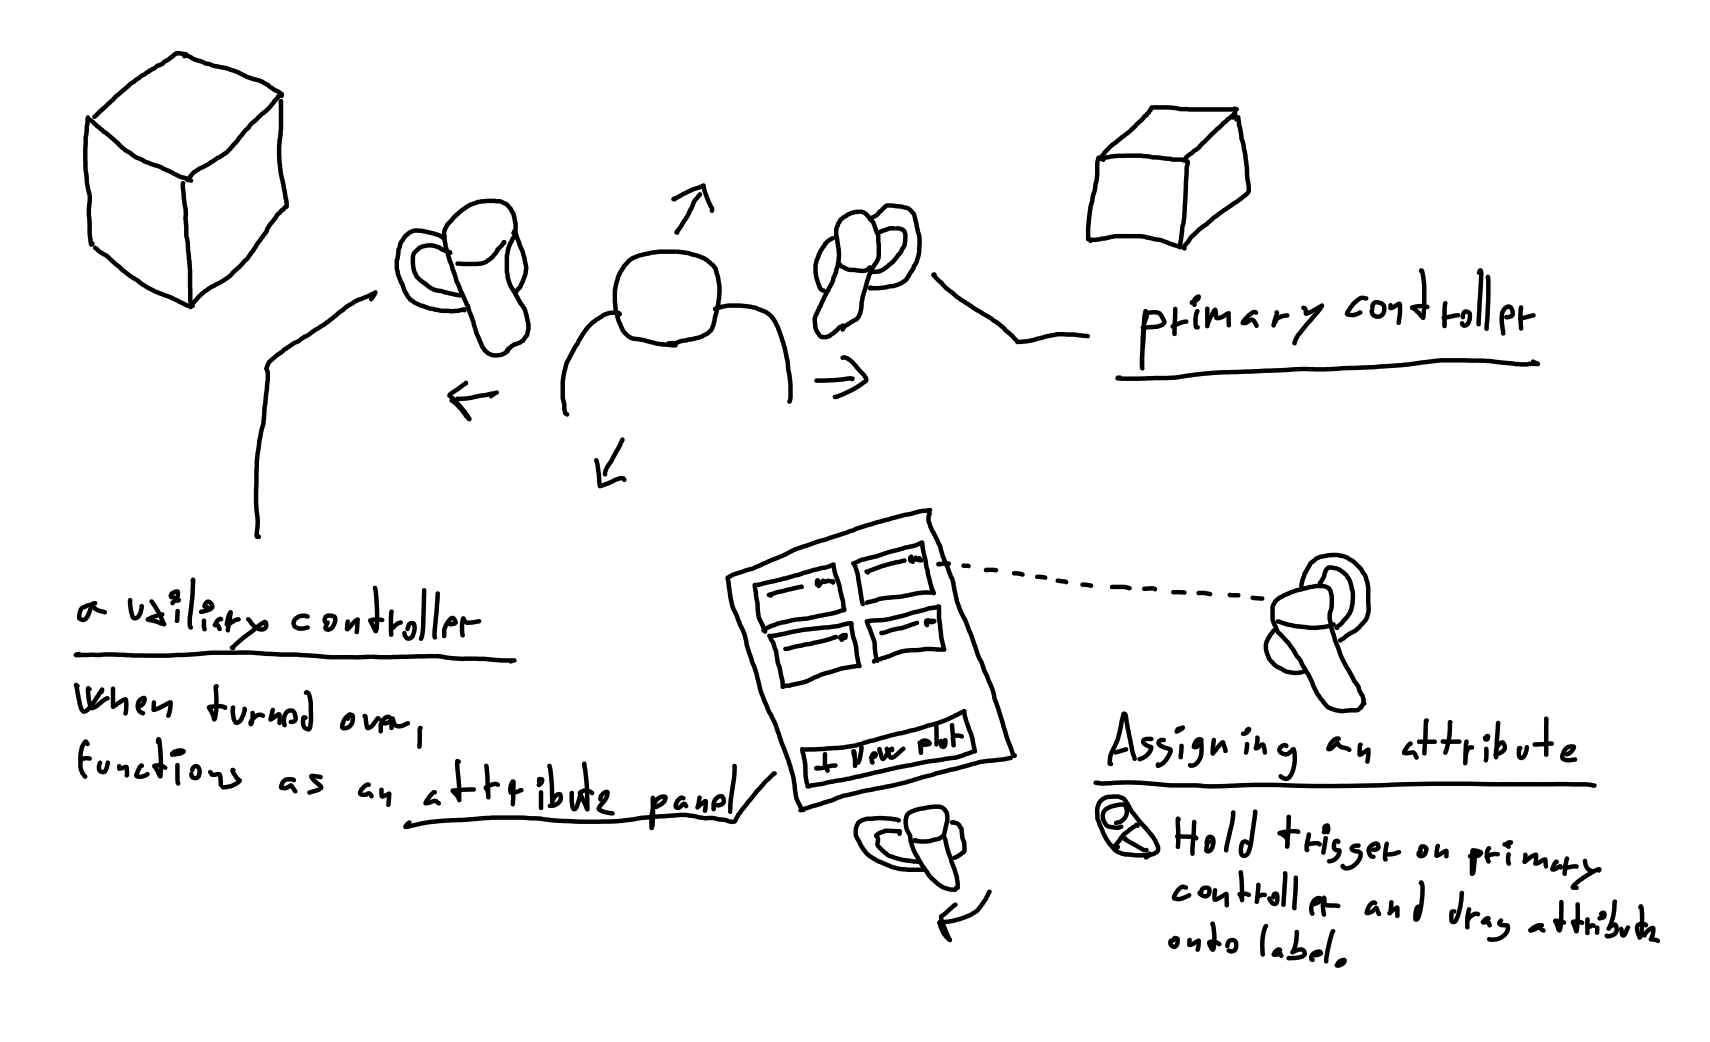 primary controller
auxiliary controller
When turned over,
functions as an attribute panel
+ New plot
Assigning an attribute
Hold trigger on primary
controller and drag attribute
onto label.